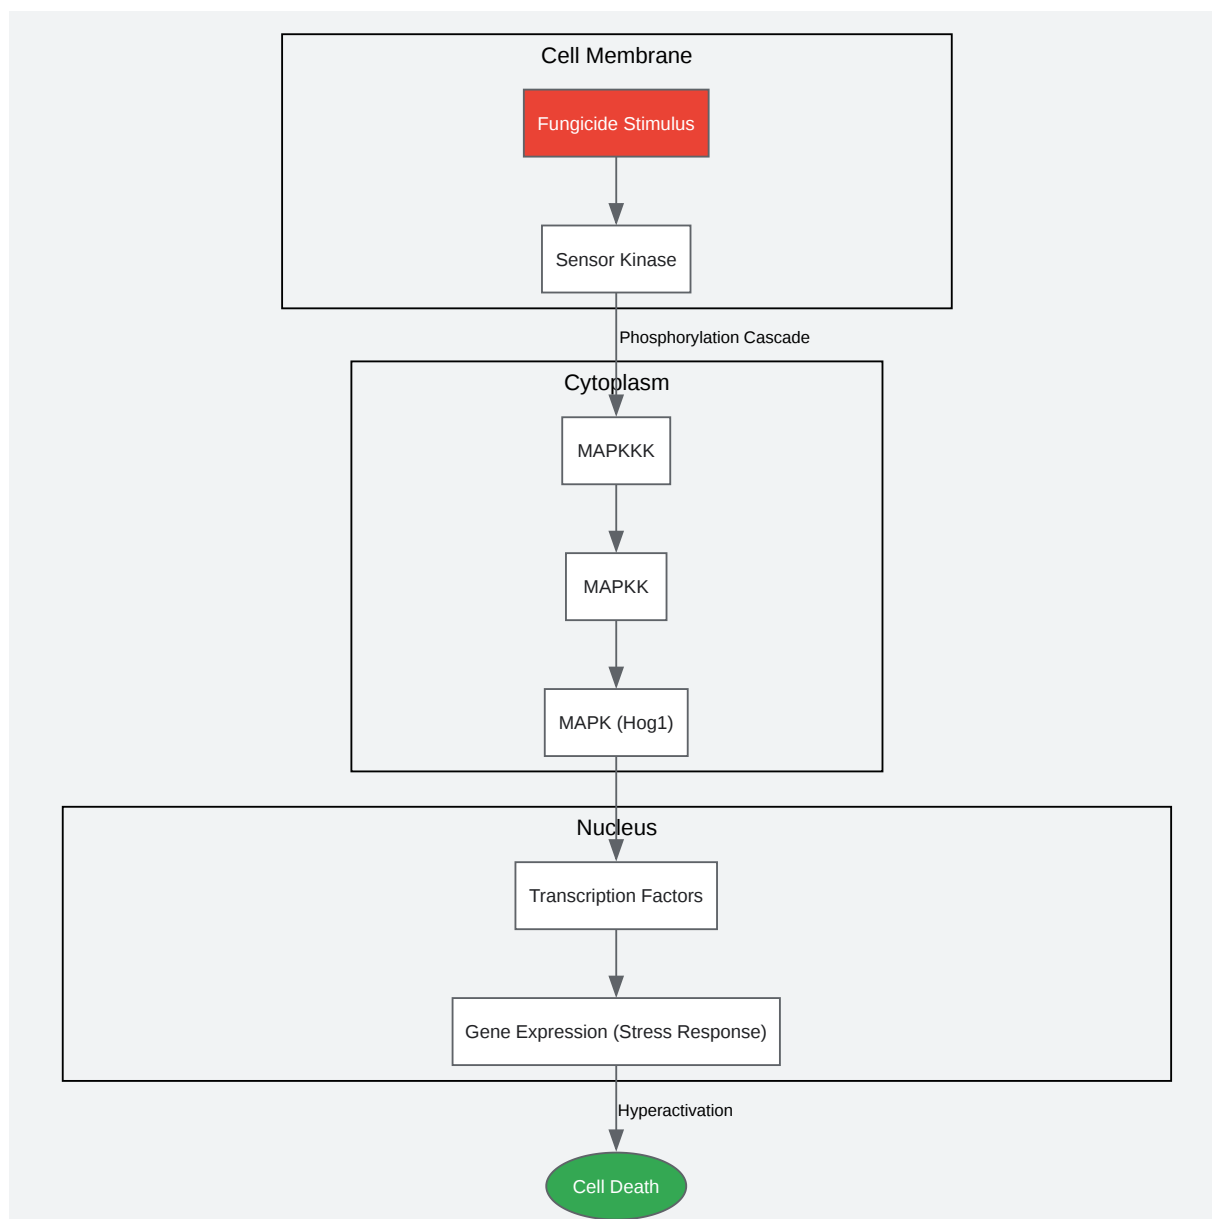 Cell Membrane
Fungicide Stimulus
Sensor Kinase
Phosphorylation Cascade
Cytoplasm
MAPKKK
MAPKK
MAPK (Hog1)
Nucleus
Transcription Factors
Gene Expression (Stress Response)
Hyperactivation
Cell Death